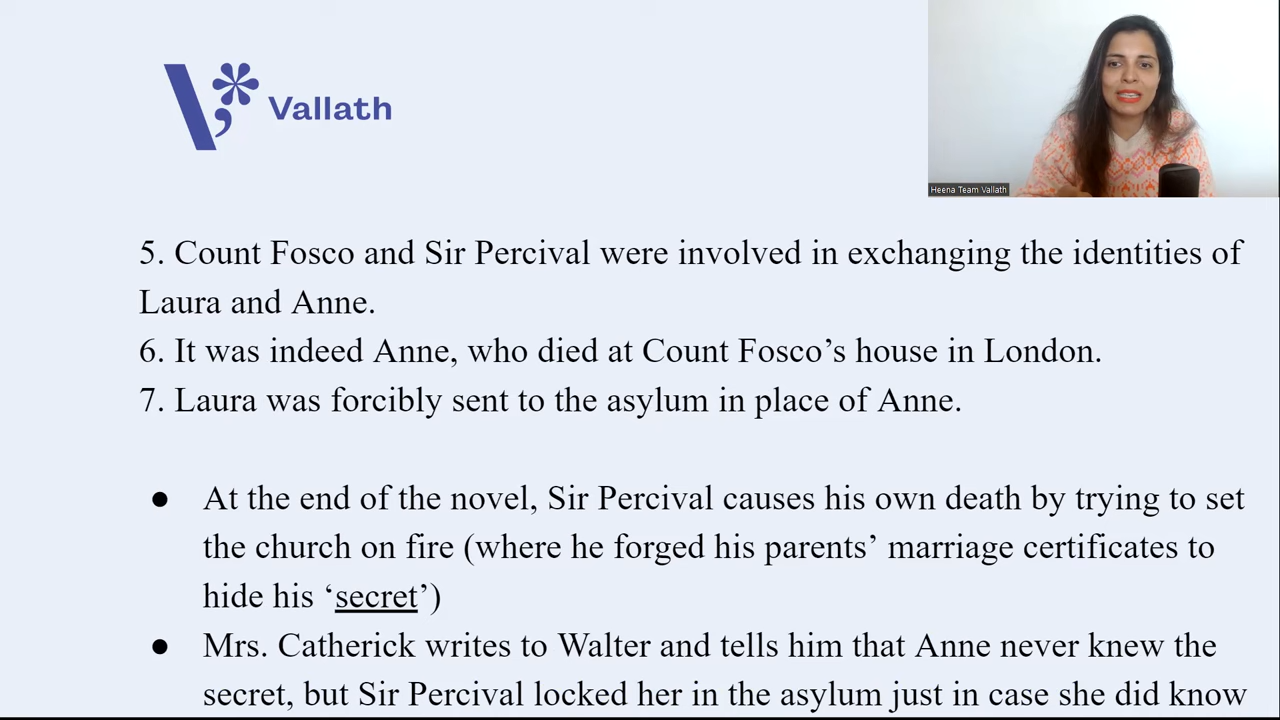 Vallath
Heena Team Vallath
5. Count Fosco and Sir Percival were involved in exchanging the identities of
Laura and Anne.
6. It was indeed Anne, who died at Count Fosco’s house in London.
7. Laura was forcibly sent to the asylum in place of Anne.
● At the end of the novel, Sir Percival causes his own death by trying to set
the church on fire (where he forged his parents’ marriage certificates to
hide his ‘secret’)
● Mrs. Catherick writes to Walter and tells him that Anne never knew the
secret, but Sir Percival locked her in the asylum just in case she did know